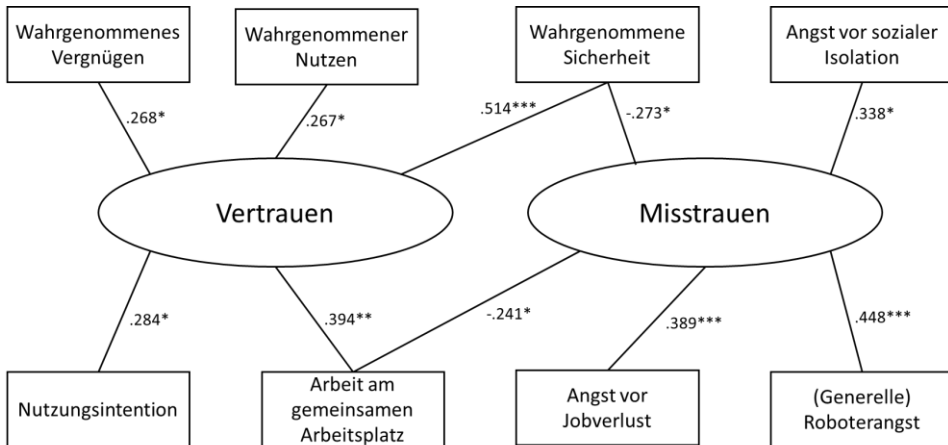 Wahrgenommenes
Vergnügen
Wahrgenommener
Nutzen
Wahrgenommene
Sicherheit
Angst vor sozialer
Isolation
.268*
.267*
.514***
-.273*
.338*
Vertrauen
Misstrauen
.284*
.394**
-.241*
.389***
.448***
Nutzungsintention
Arbeit am
gemeinsamen
Arbeitsplatz
Angst vor
Jobverlust
(Generelle)
Roboterangst